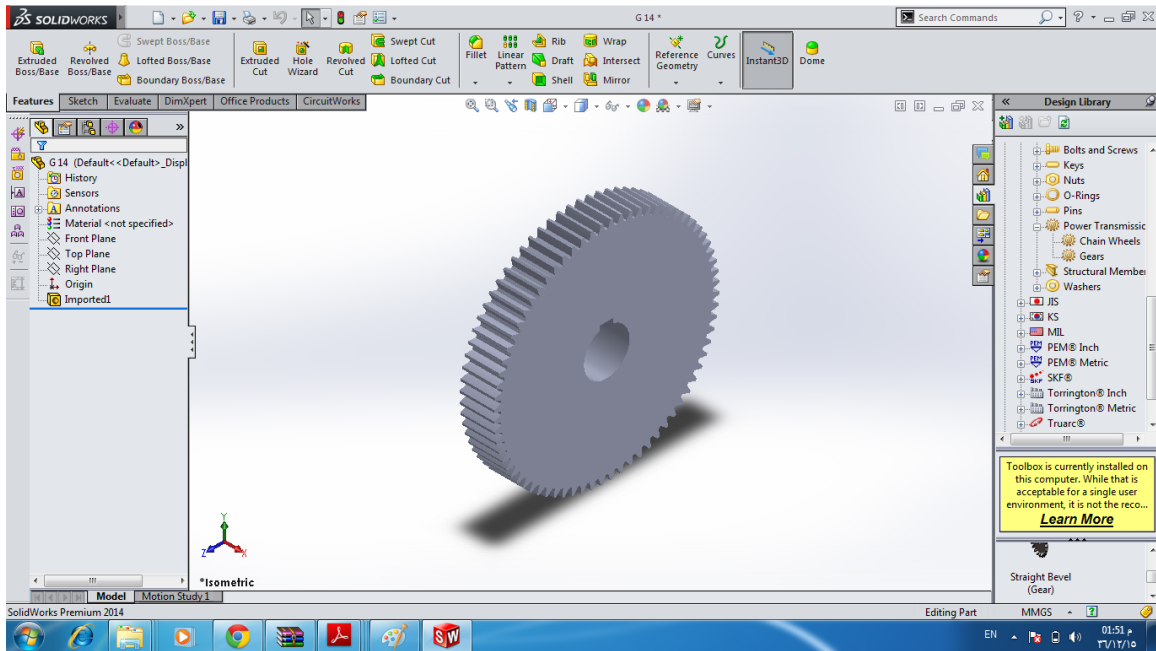 SOLIDWORKS
G 14 *
Search Commands
Extruded Boss/Base
Revolved Boss/Base
Swept Boss/Base
Lofted Boss/Base
Boundary Boss/Base
Extruded Cut
Hole Wizard
Revolved Cut
Swept Cut
Lofted Cut
Boundary Cut
Fillet
Linear Pattern
Rib
Draft
Shell
Wrap
Intersect
Mirror
Reference Geometry
Curves
Instant3D
Dome
Features
Sketch
Evaluate
DimXpert
Office Products
CircuitWorks
G 14 (Default<<Default>_Displ
History
Sensors
Annotations
Material <not specified>
Front Plane
Top Plane
Right Plane
Origin
Imported1
Y
Z
X
*Isometric
Design Library
Bolts and Screws
Keys
Nuts
O-Rings
Pins
Power Transmissic
Chain Wheels
Gears
Structural Member
Washers
JIS
KS
MIL
PEM® Inch
PEM® Metric
SKF®
Torrington® Inch
Torrington® Metric
Truarc®
Toolbox is currently installed on
this computer. While that is
acceptable for a single user
environment, it is not the reco...
Learn More
Straight Bevel
(Gear)
Model
Motion Study 1
SolidWorks Premium 2014
Editing Part
MMGS
EN
01:51 م
٣٦/١٢/١٥